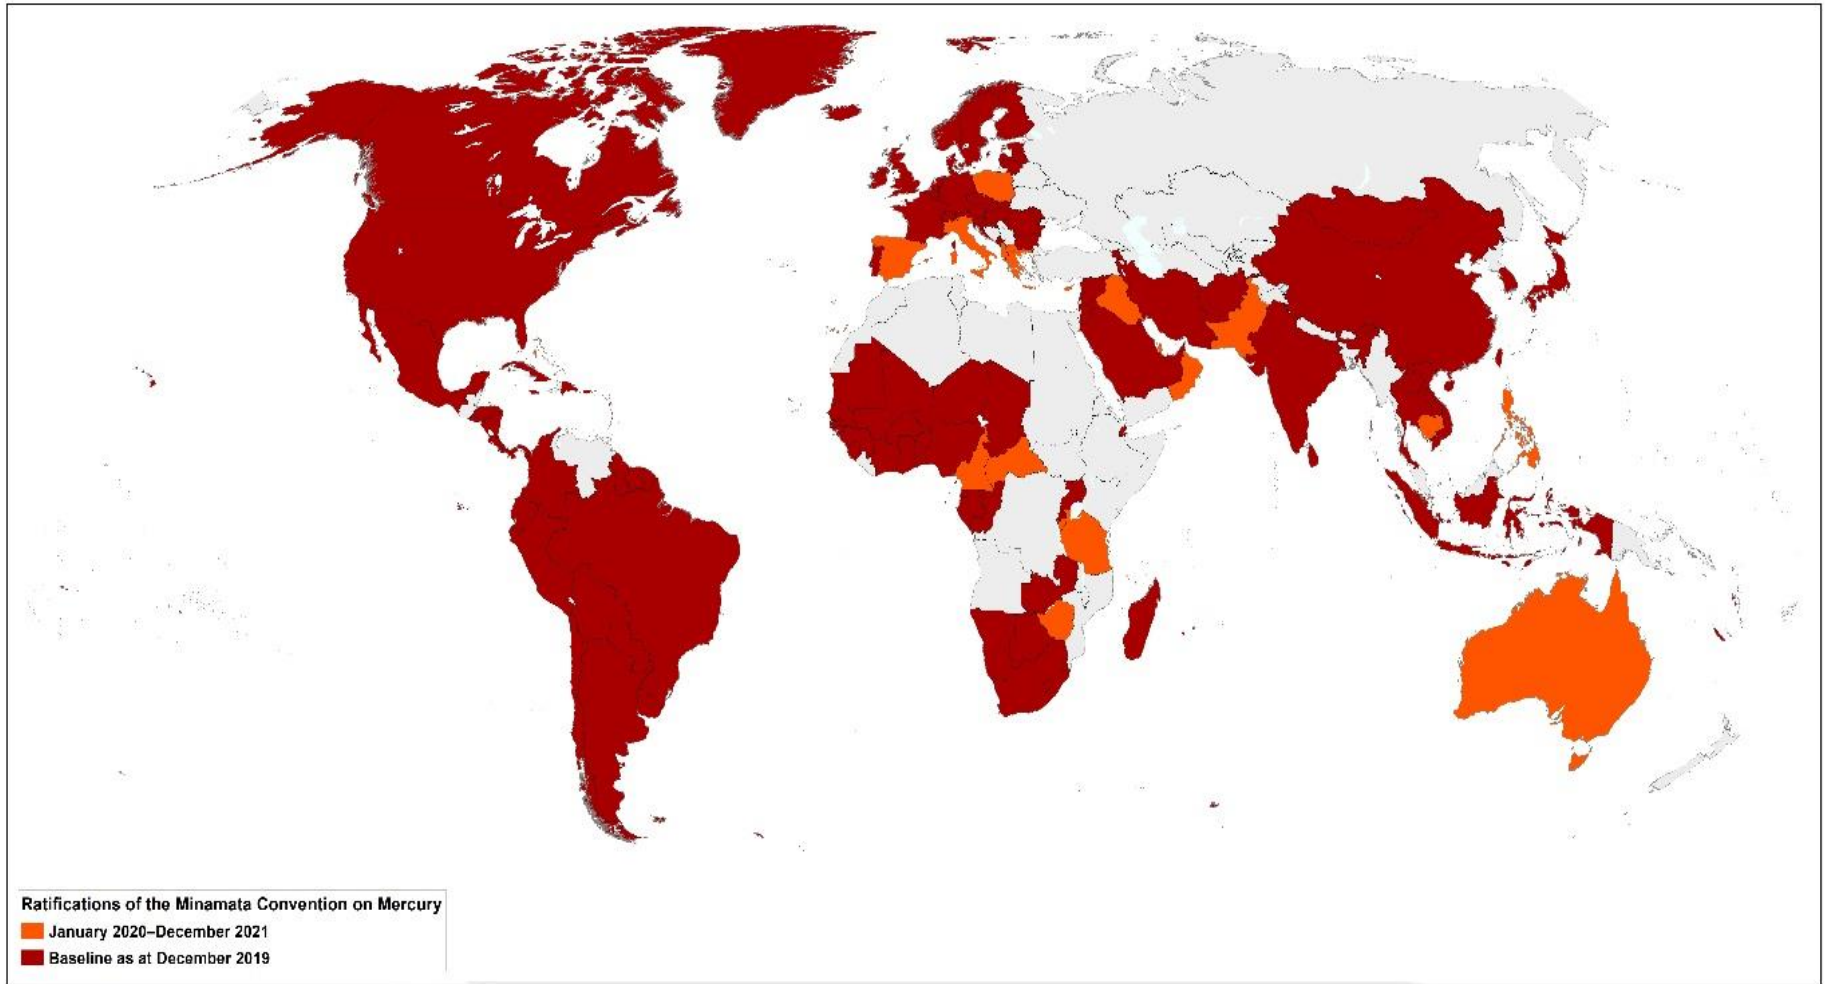 Ratifications of the Minamata Convention on Mercury
January 2020–December 2021
Baseline as at December 2019